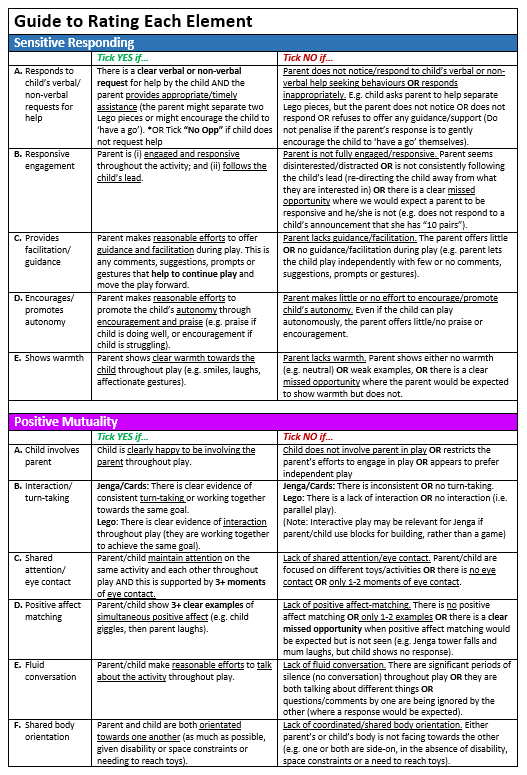 Guide to Rating Each Element
Sensitive Responding
Tick YES if...
Tick NO if...
A. Responds to
child's verbal/
non-verbal
requests for
help
There is a clear verbal or non-verbal
request for help by the child AND the
parent provides appropriate/timely
assistance (the parent might separate two
Lego pieces or might encourage the child to
'have a go'). *OR Tick "No Opp" if child does
not request help
Parent does not notice/respond to child's verbal or non-
verbal help seeking behaviours OR responds
inappropriately. E.g. child asks parent to help separate
Lego pieces, but the parent does not notice OR does not
respond OR refuses to offer any guidance/support (Do
not penalise if the parent's response is to gently
encourage the child to 'have a go' themselves).
B. Responsive
engagement
Parent is (i) engaged and responsive
throughout the activity; and (ii) follows the
child's lead.
Parent is not fully engaged/responsive. Parent seems
disinterested/distracted OR is not consistently following
the child's lead (re-directing the child away from what
they are interested in) OR there is a clear missed
opportunity where we would expect a parent to be
responsive and he/she is not (e.g. does not respond to a
child's announcement that she has "10 pairs").
C. Provides
facilitation/
guidance
Parent makes reasonable efforts to offer
guidance and facilitation during play. This is
any comments, suggestions, prompts or
gestures that help to continue play and
move the play forward.
Parent lacks guidance/facilitation. The parent offers little
OR no guidance/facilitation during play (e.g. parent lets
the child play independently with few or no comments,
suggestions, prompts or gestures).
D. Encourages/
promotes
autonomy
Parent makes reasonable efforts to
promote the child's autonomy through
encouragement and praise (e.g. praise if
child is doing well, or encouragement if
child is struggling).
Parent makes little or no effort to encourage/promote
child's autonomy. Even if the child can play
autonomously, the parent offers little/no praise or
encouragement.
E. Shows warmth
Parent shows clear warmth towards the
child throughout play (e.g. smiles, laughs,
affectionate gestures).
Parent lacks warmth. Parent shows either no warmth
(e.g. neutral) OR weak examples, OR there is a clear
missed opportunity where the parent would be expected
to show warmth but does not.
Positive Mutuality
Tick YES if...
Tick NO if...
A. Child involves
parent
Child is clearly happy to be involving the
parent throughout play.
Child does not involve parent in play OR restricts the
parent's efforts to engage in play OR appears to prefer
independent play
B. Interaction/
turn-taking
Jenga/Cards: There is clear evidence of
consistent turn-taking or working together
towards the same goal.
Lego: There is clear evidence of interaction
throughout play (they are working together
to achieve the same goal).
Jenga/Cards: There is inconsistent OR no turn-taking.
Lego: There is a lack of interaction OR no interaction (i.e.
parallel play).
(Note: Interactive play may be relevant for Jenga if
parent/child use blocks for building, rather than a game)
C. Shared
attention/
eye contact
Parent/child maintain attention on the
same activity and each other throughout
play AND this is supported by 3+ moments
of eye contact.
Lack of shared attention/eye contact. Parent/child are
focused on different toys/activities OR there is no eye
contact OR only 1-2 moments of eye contact.
D. Positive affect
matching
Parent/child show 3+ clear examples of
simultaneous positive affect (e.g. child
giggles, then parent laughs).
Lack of positive affect-matching. There is no positive
affect matching OR only 1-2 examples OR there is a clear
missed opportunity when positive affect matching would
be expected but is not seen (e.g. Jenga tower falls and
mum laughs, but child shows no response).
E. Fluid
conversation
Parent/child make reasonable efforts to talk
about the activity throughout play.
Lack of fluid conversation. There are significant periods of
silence (no conversation) throughout play OR they are
both talking about different things OR
questions/comments by one are being ignored by the
other (where a response would be expected).
F. Shared body
orientation
Parent and child are both orientated
towards one another (as much as possible,
given disability or space constraints or
needing to reach toys).
Lack of coordinated/shared body orientation. Either
parent's or child's body is not facing towards the other
(e.g. one or both are side-on, in the absence of disability,
space constraints or a need to reach toys).